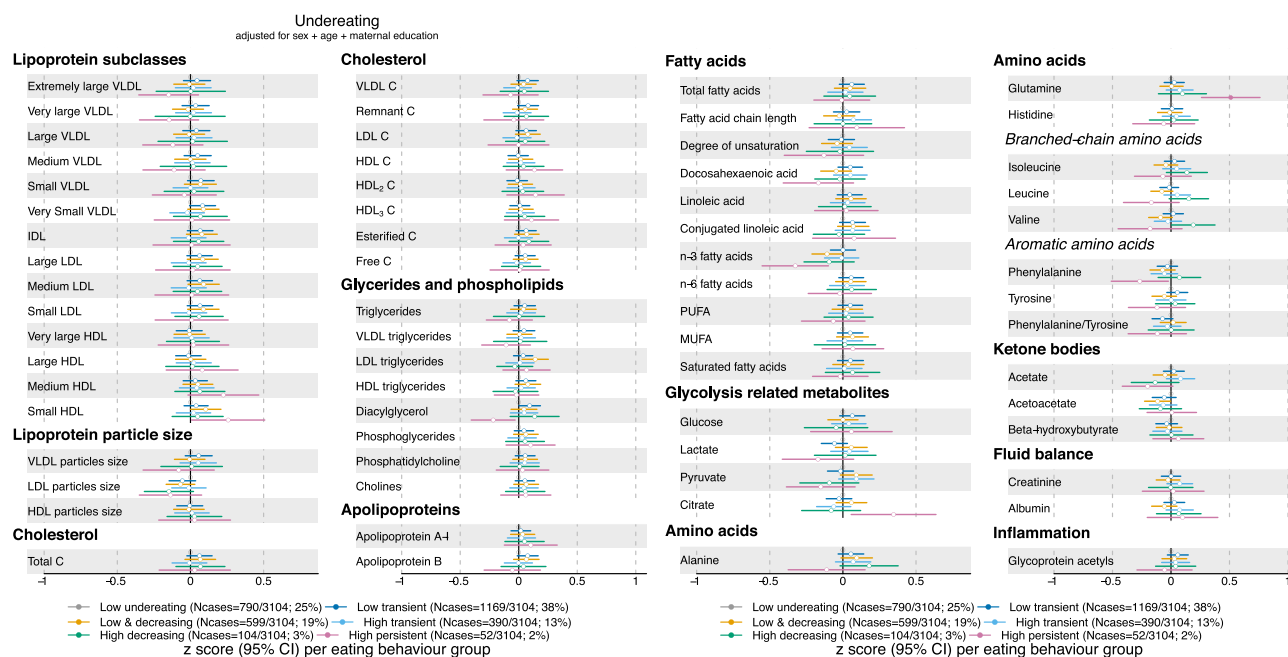 Undereating
adjusted for sex + age + maternal education
Lipoprotein subclasses
Extremely large VLDL
Very large VLDL
Large VLDL
Medium VLDL
Small VLDL
Very Small VLDL
IDL
Large LDL
Medium LDL
Small LDL
Very large HDL
Large HDL
Medium HDL
Small HDL
Lipoprotein particle size
VLDL particles size
LDL particles size
HDL particles size
Cholesterol
Total C
−1 −0.5 0 0.5
Cholesterol
VLDL C
Remnant C
LDL C
HDL C
HDL₂ C
HDL₃ C
Esterified C
Free C
Glycerides and phospholipids
Triglycerides
VLDL triglycerides
LDL triglycerides
HDL triglycerides
Diacylglycerol
Phosphoglycerides
Phosphatidylcholine
Cholines
Apolipoproteins
Apolipoprotein A−I
Apolipoprotein B
−1 −0.5 0 0.5 1
Low undereating (Ncases=790/3104; 25%) Low transient (Ncases=1169/3104; 38%)
Low & decreasing (Ncases=599/3104; 19%) High transient (Ncases=390/3104; 13%)
High decreasing (Ncases=104/3104; 3%) High persistent (Ncases=52/3104; 2%)
z score (95% CI) per eating behaviour group
Fatty acids
Total fatty acids
Fatty acid chain length
Degree of unsaturation
Docosahexaenoic acid
Linoleic acid
Conjugated linoleic acid
n−3 fatty acids
n−6 fatty acids
PUFA
MUFA
Saturated fatty acids
Glycolysis related metabolites
Glucose
Lactate
Pyruvate
Citrate
Amino acids
Alanine
−1 −0.5 0 0.5
Amino acids
Glutamine
Histidine
Branched-chain amino acids
Isoleucine
Leucine
Valine
Aromatic amino acids
Phenylalanine
Tyrosine
Phenylalanine/Tyrosine
Ketone bodies
Acetate
Acetoacetate
Beta−hydroxybutyrate
Fluid balance
Creatinine
Albumin
Inflammation
Glycoprotein acetyls
−1 −0.5 0 0.5 1
Low undereating (Ncases=790/3104; 25%) Low transient (Ncases=1169/3104; 38%)
Low & decreasing (Ncases=599/3104; 19%) High transient (Ncases=390/3104; 13%)
High decreasing (Ncases=104/3104; 3%) High persistent (Ncases=52/3104; 2%)
z score (95% CI) per eating behaviour group